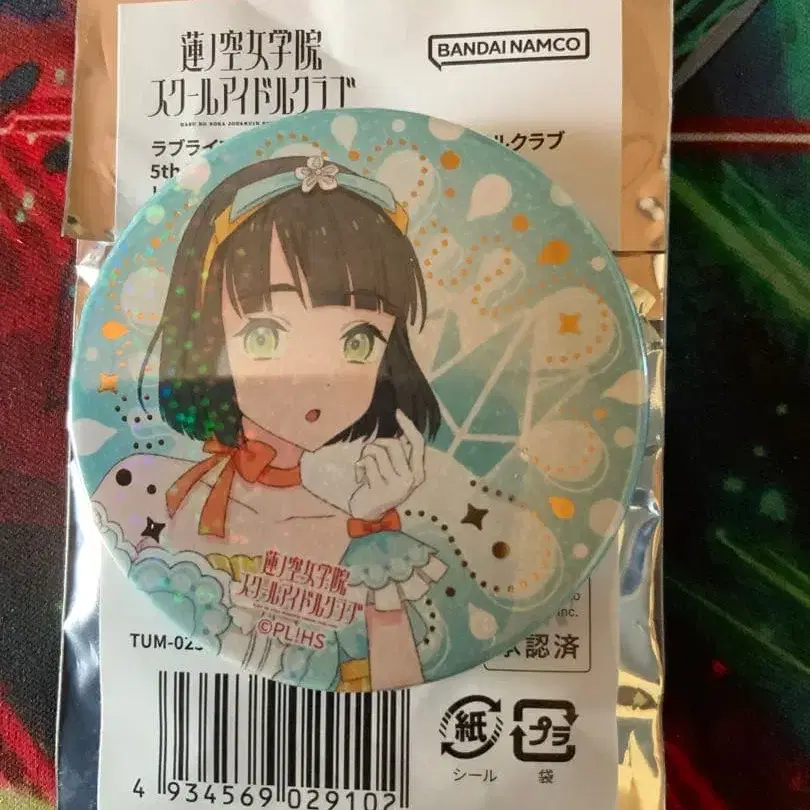 蓮ノ空女学院
スクールアイドルクラブ
BANDAI NAMCO
ラブライ
ルクラブ
5th
蓮ノ空女学院
スクールアイドルクラブ
©PL!HS
Inc.
TUM-02
認済
紙
プラ
シール
袋
4 934569 029102